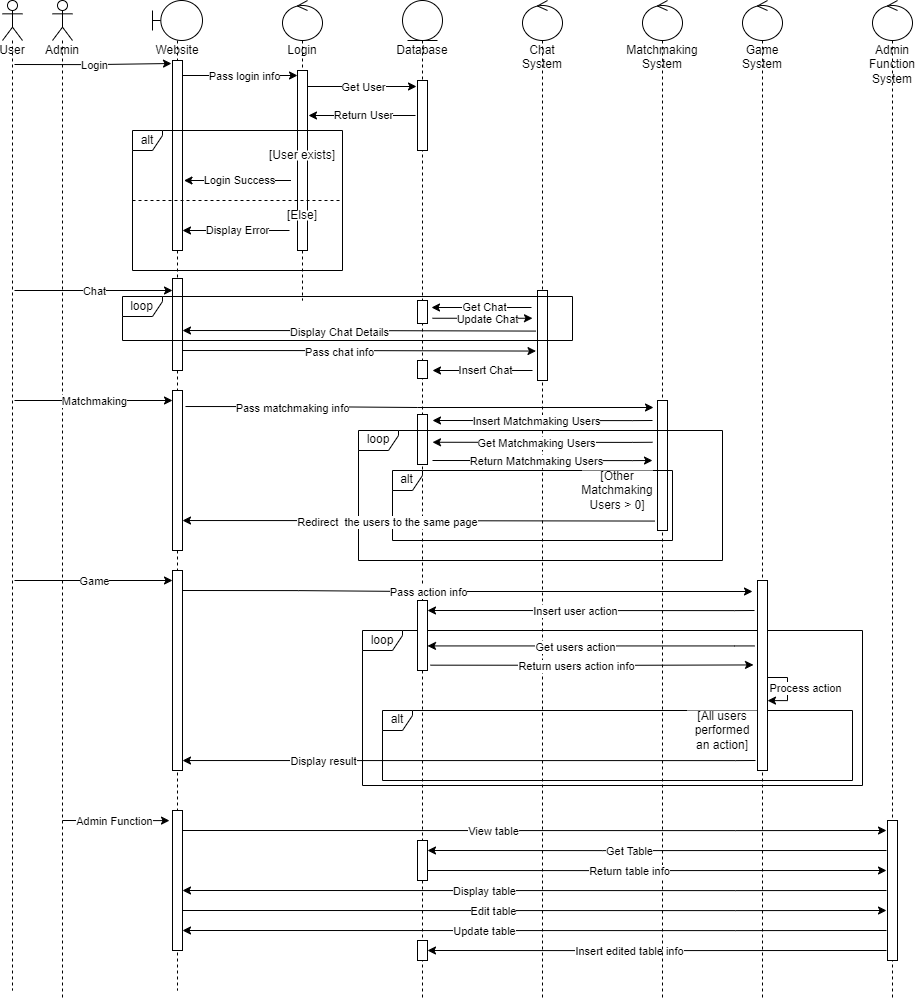 User
Admin
Website
Login
Database
Chat
System
Matchmaking
System
Game
System
Admin
Function
System
Login
Pass login info
Get User
Return User
alt
[User exists]
Login Success
[Else]
Display Error
Chat
loop
Get Chat
Update Chat
Display Chat Details
Pass chat info
Insert Chat
Matchmaking
Pass matchmaking info
Insert Matchmaking Users
loop
Get Matchmaking Users
Return Matchmaking Users
alt
[Other
Matchmaking
Users > 0]
Redirect the users to the same page
Game
Pass action info
Insert user action
loop
Get users action
Return users action info
Process action
alt
[All users
performed
an action]
Display result
Admin Function
View table
Get Table
Return table info
Display table
Edit table
Update table
Insert edited table info